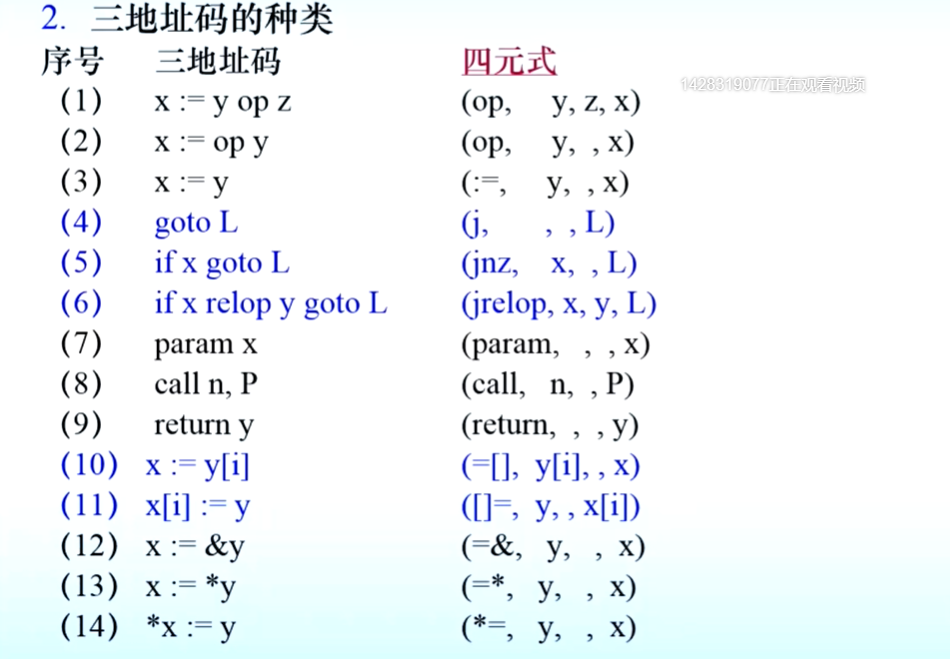 2. 三地址码的种类
序号 三地址码 四元式
1428319077正在观看视频
(1) x := y op z (op, y, z, x)
(2) x := op y (op, y, , x)
(3) x := y (:=, y, , x)
(4) goto L (j, , , L)
(5) if x goto L (jnz, x, , L)
(6) if x relop y goto L (jrelop, x, y, L)
(7) param x (param, , , x)
(8) call n, P (call, n, , P)
(9) return y (return, , , y)
(10) x := y[i] (=[], y[i], , x)
(11) x[i] := y ([]=, y, , x[i])
(12) x := &y (=&, y, , x)
(13) x := *y (=*, y, , x)
(14) *x := y (*=, y, , x)